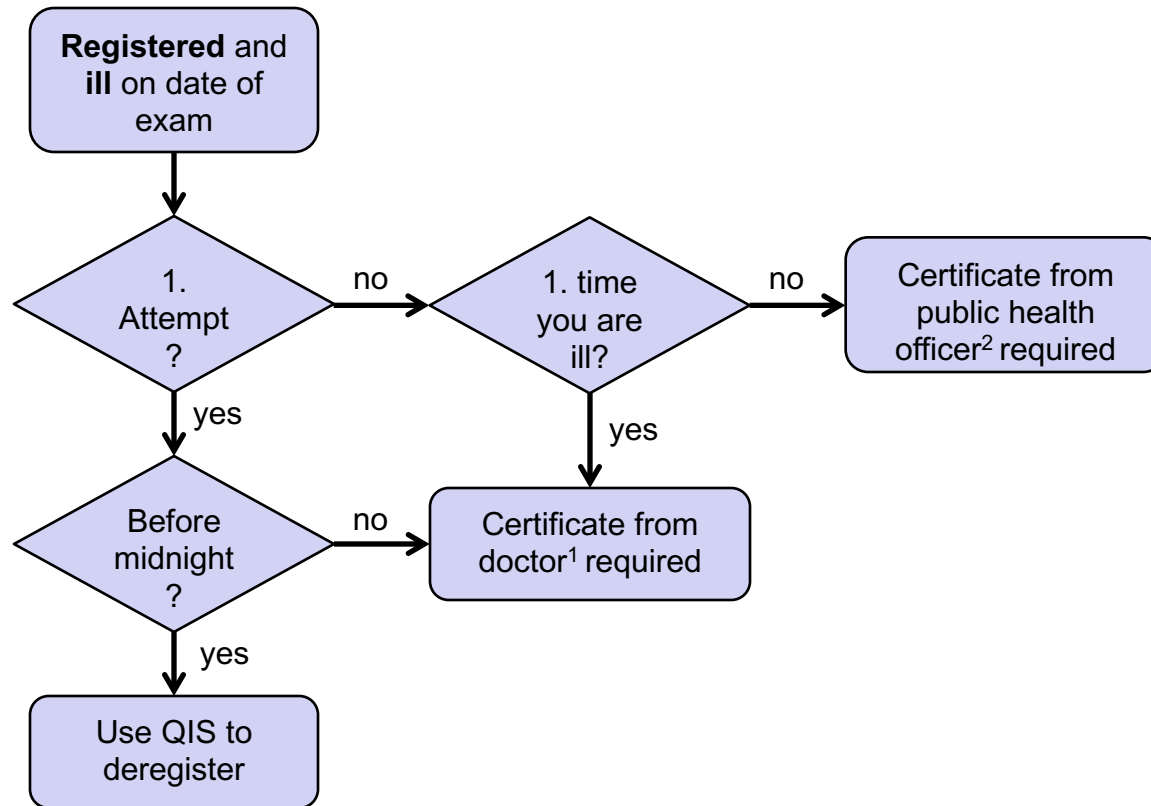 Registered and
ill on date of
exam
1.
Attempt
?
no
1. time
you are
ill?
no
Certificate from
public health
officer² required
yes
yes
Before
midnight
?
no
Certificate from
doctor¹ required
yes
Use QIS to
deregister